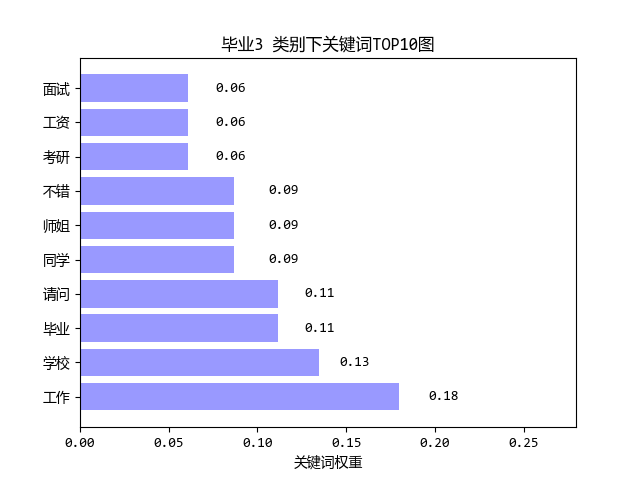 毕业3 类别下关键词TOP10图
面试 0.06
工资 0.06
考研 0.06
不错 0.09
师姐 0.09
同学 0.09
请问 0.11
毕业 0.11
学校 0.13
工作 0.18
0.00 0.05 0.10 0.15 0.20 0.25
关键词权重